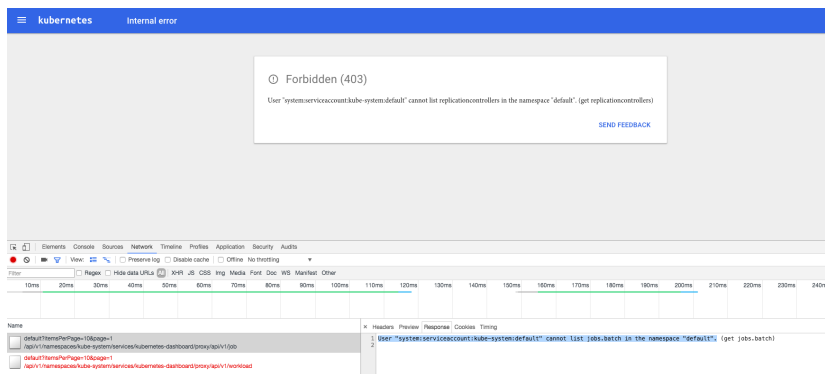 kubernetes Internal error
Forbidden (403)
User "system:serviceaccount:kube-system:default" cannot list replicationcontrollers in the namespace "default". (get replicationcontrollers)
SEND FEEDBACK
Elements Console Sources Network Timeline Profiles Application Security Audits
View: Preserve log Disable cache Offline No throttling
Filter Regex Hide data URLs All XHR JS CSS Img Media Font Doc WS Manifest Other
10ms 20ms 30ms 40ms 50ms 60ms 70ms 80ms 90ms 100ms 110ms 120ms 130ms 140ms 150ms 160ms 170ms 180ms 190ms 200ms 210ms 220ms 230ms 240m
Name
× Headers Preview Response Cookies Timing
default?itemsPerPage=10&page=1
/api/v1/namespaces/kube-system/services/kubernetes-dashboard/proxy/api/v1/job
1 User "system:serviceaccount:kube-system:default" cannot list jobs.batch in the namespace "default". (get jobs.batch)
2
default?itemsPerPage=10&page=1
/api/v1/namespaces/kube-system/services/kubernetes-dashboard/proxy/api/v1/workload